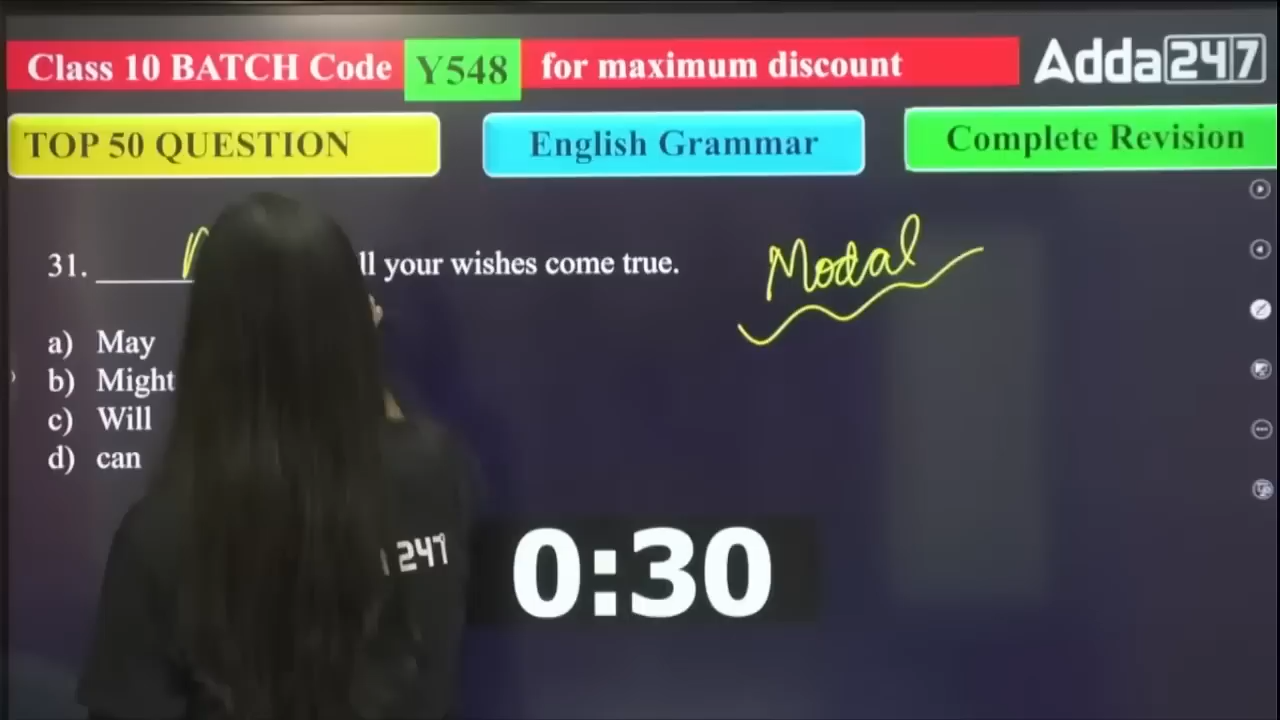 Class 10 BATCH Code Y548 for maximum discount
Adda247
TOP 50 QUESTION
English Grammar
Complete Revision
31. ll your wishes come true.
Modal
a) May
b) Might
c) Will
d) can
247
0:30